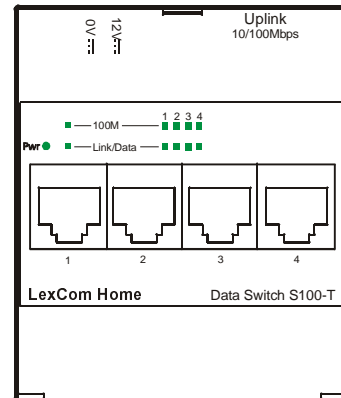 0V
12V
Uplink
10/100Mbps
1 2 3 4
100M
Pwr
Link/Data
1 2 3 4
LexCom Home
Data Switch S100-T